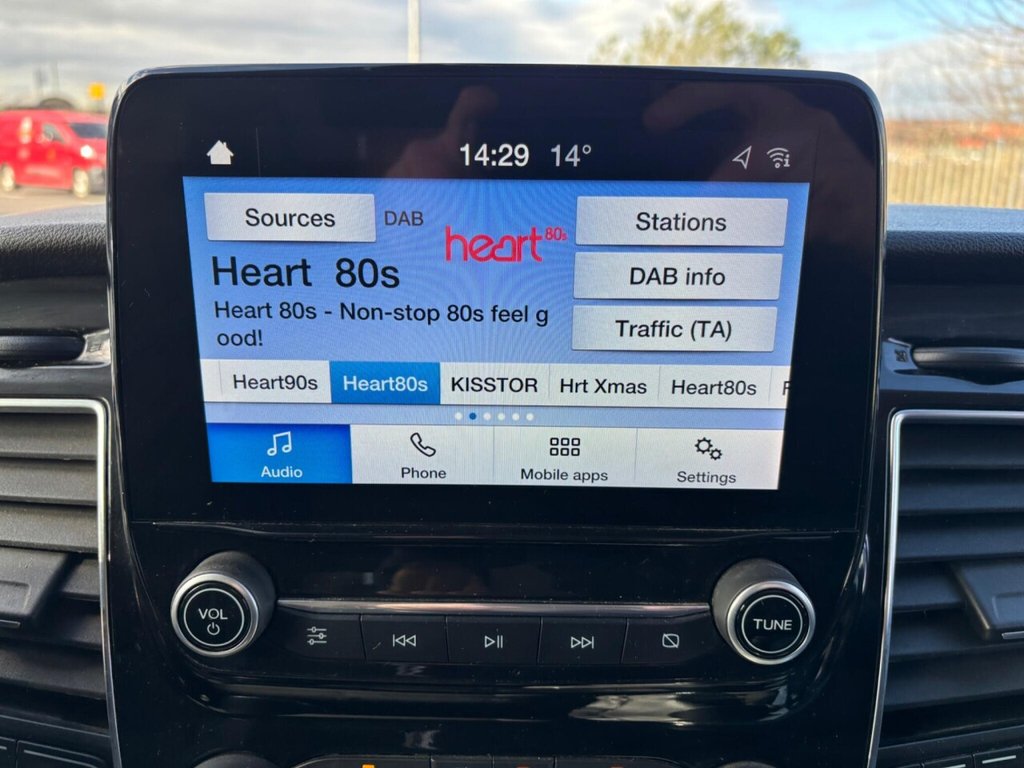 14:29 14°
Sources DAB
heart 80s
Stations
Heart 80s
DAB info
Heart 80s - Non-stop 80s feel g
ood!
Traffic (TA)
Heart90s Heart80s KISSTOR Hrt Xmas Heart80s
Audio Phone Mobile apps Settings
VOL
TUNE